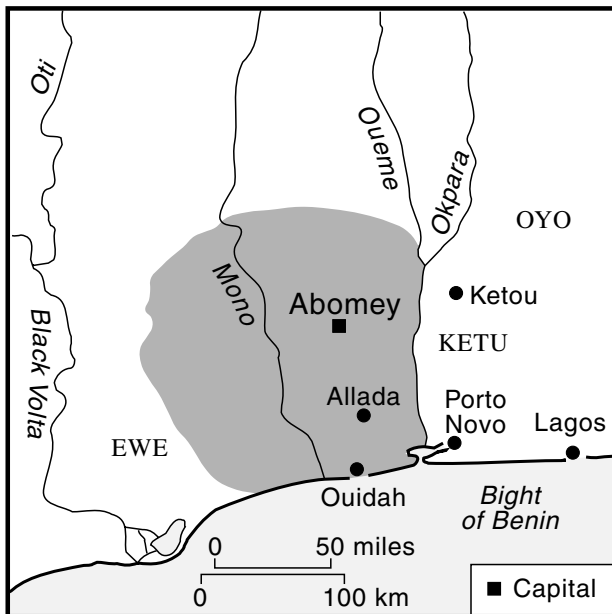 Oti
Oueme
Okpara
OYO
Mono
Ketou
Abomey
Black Volta
KETU
Allada
Porto
Novo
Lagos
EWE
Ouidah
Bight
of Benin
0 50 miles
0 100 km
Capital